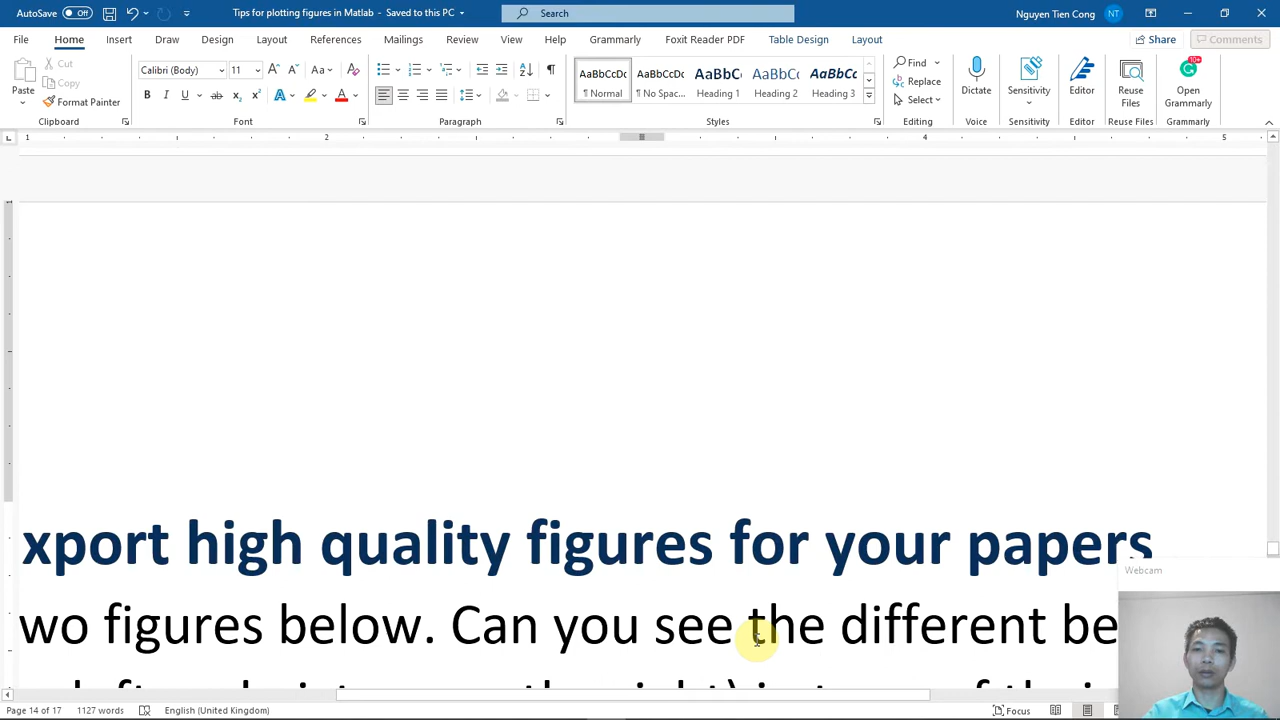 AutoSave Off Tips for plotting figures in Matlab - Saved to this PC Search Nguyen Tien Cong NT
File Home Insert Draw Design Layout References Mailings Review View Help Grammarly Foxit Reader PDF Table Design Layout Share Comments
Paste Cut Copy Format Painter
Calibri (Body) 11
AaBbCcDc AaBbCcDc AaBbC AaBbCc AaBbCc
¶ Normal ¶ No Spac... Heading 1 Heading 2 Heading 3
Find Replace Select
Dictate Sensitivity Editor Reuse Files Open Grammarly
Clipboard Font Paragraph Styles Editing Voice Sensitivity Editor Reuse Files Grammarly
1 2 4 5
xport high quality figures for your papers
Webcam
wo figures below. Can you see the different be
Page 14 of 17 1127 words English (United Kingdom) Focus